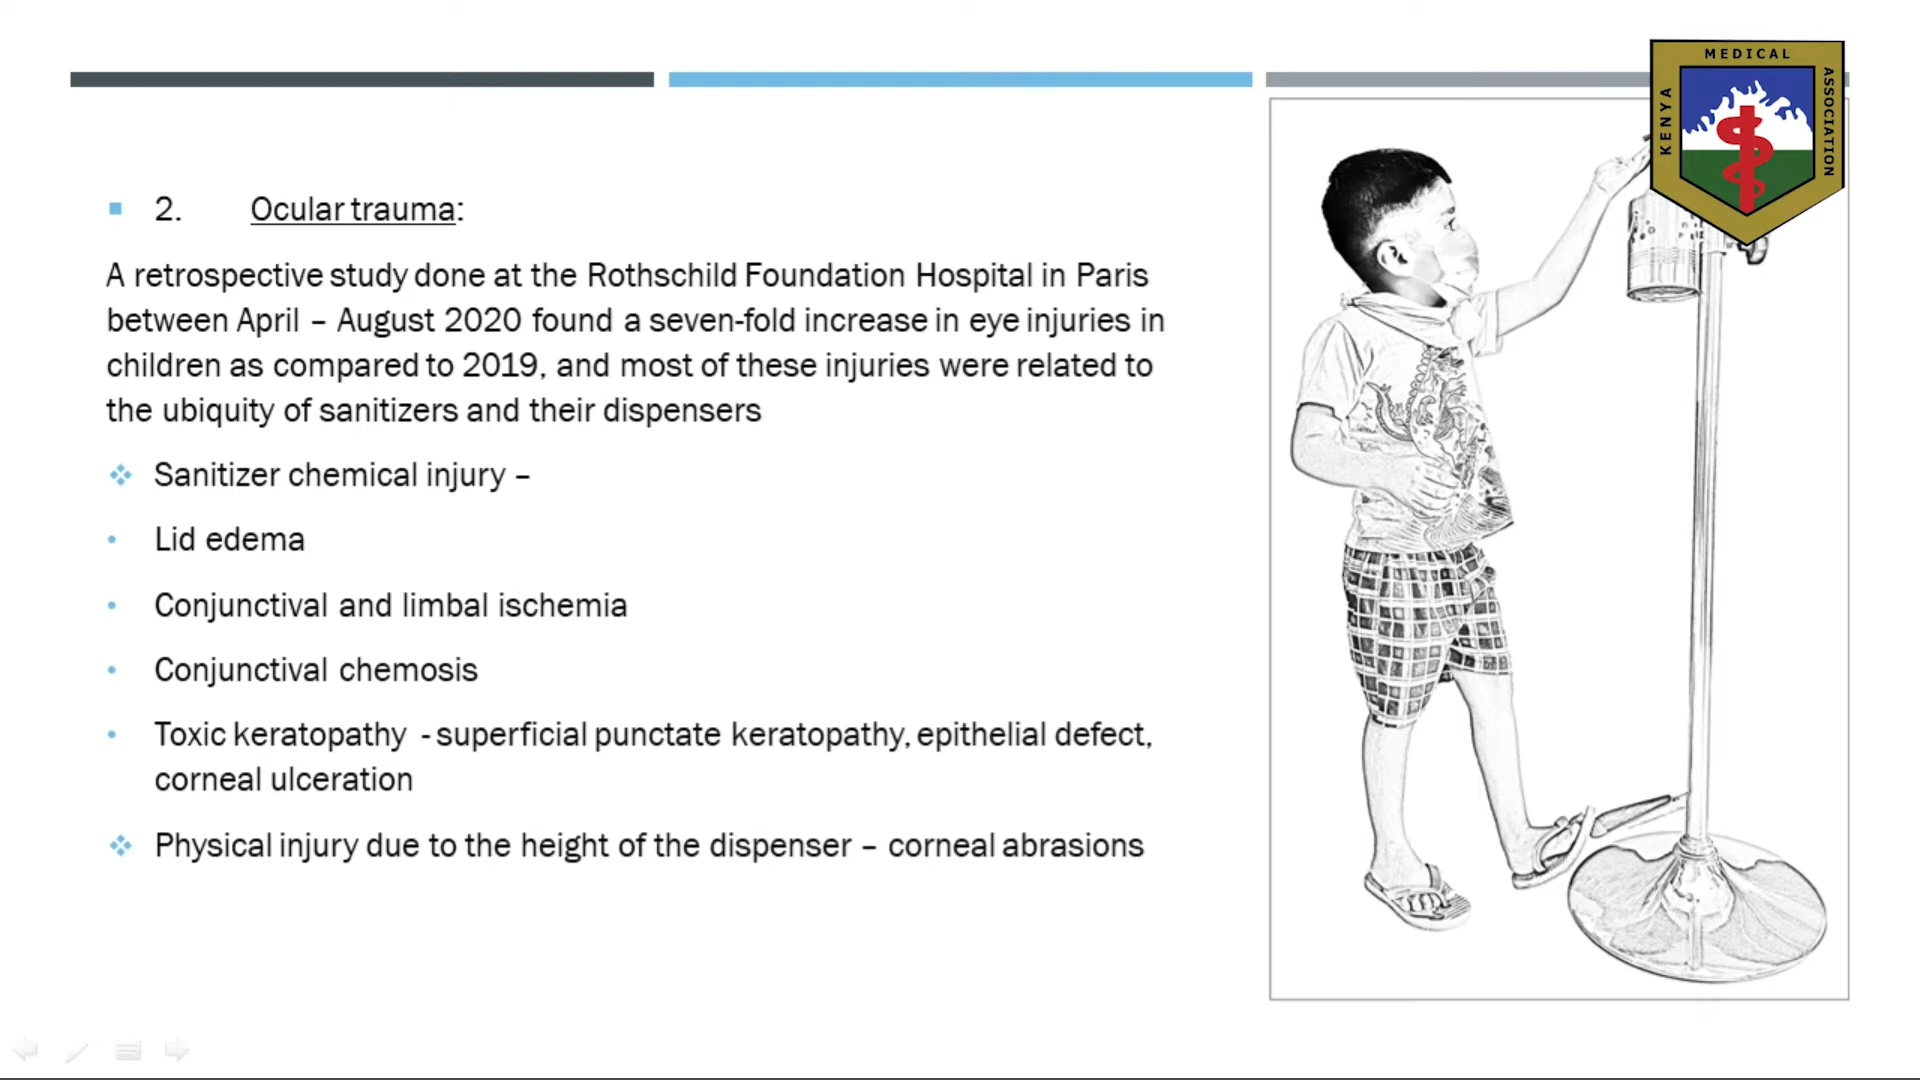 MEDICAL
KENYA
ASSOCIATION
2. Ocular trauma:
A retrospective study done at the Rothschild Foundation Hospital in Paris
between April – August 2020 found a seven-fold increase in eye injuries in
children as compared to 2019, and most of these injuries were related to
the ubiquity of sanitizers and their dispensers
Sanitizer chemical injury –
Lid edema
Conjunctival and limbal ischemia
Conjunctival chemosis
Toxic keratopathy - superficial punctate keratopathy, epithelial defect,
corneal ulceration
Physical injury due to the height of the dispenser – corneal abrasions